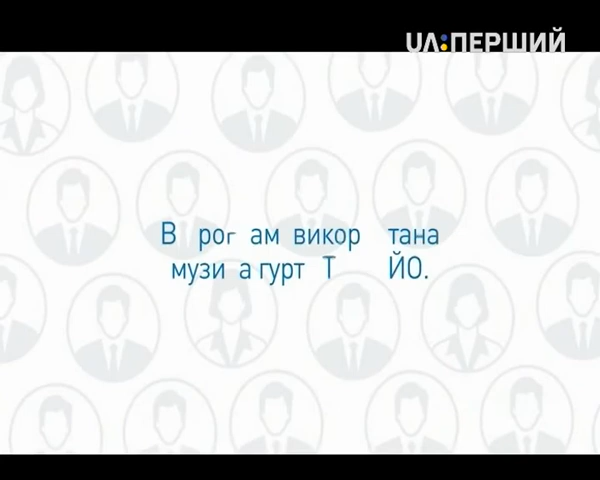 UA:ПЕРШИЙ
В рог ам викор тана
музи а гурт Т ЙО.